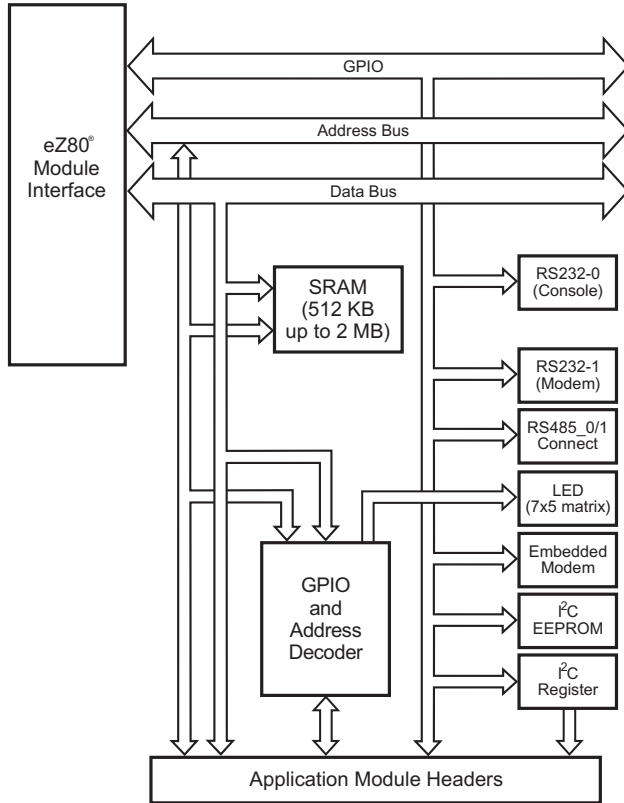 GPIO
Address Bus
Data Bus
eZ80®
Module
Interface
SRAM
(512 KB
up to 2 MB)
RS232-0
(Console)
RS232-1
(Modem)
RS485_0/1
Connect
LED
(7x5 matrix)
Embedded
Modem
I²C
EEPROM
I²C
Register
GPIO
and
Address
Decoder
Application Module Headers